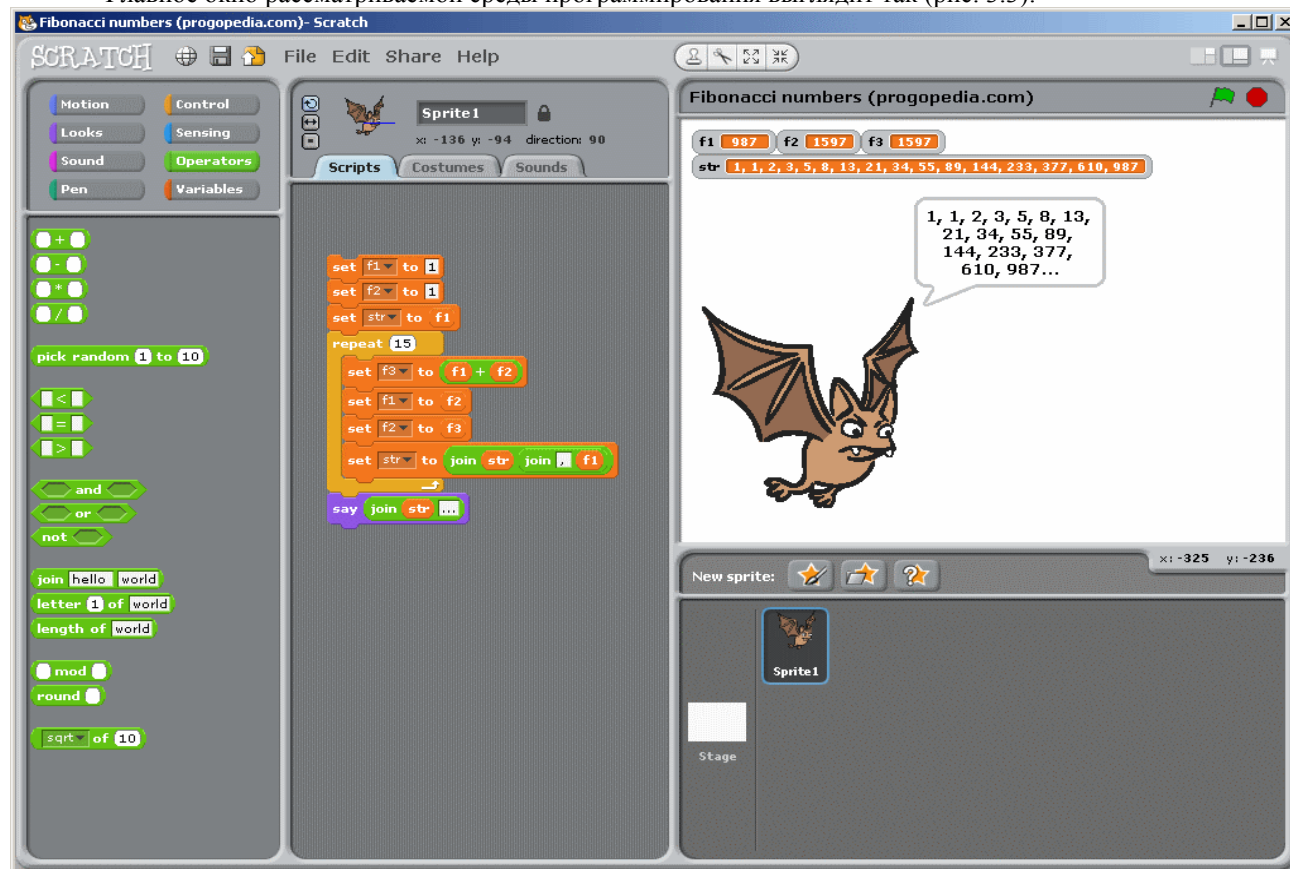 Главное окно рассматриваемой среды программирования выглядит так (рис. 3.3).
Fibonacci numbers (progopedia.com)- Scratch
SCRATCH File Edit Share Help
Motion Control
Looks Sensing
Sound Operators
Pen Variables
+
-
*
/
pick random 1 to 10
<
=
>
and
or
not
join hello world
letter 1 of world
length of world
mod
round
sqrt of 10
Sprite1
x: -136 y: -94 direction: 90
Scripts Costumes Sounds
set f1 to 1
set f2 to 1
set str to f1
repeat 15
set f3 to f1 + f2
set f1 to f2
set f2 to f3
set str to join str join , f1
say join str ...
Fibonacci numbers (progopedia.com)
f1 987 f2 1597 f3 1597
str 1, 1, 2, 3, 5, 8, 13, 21, 34, 55, 89, 144, 233, 377, 610, 987
1, 1, 2, 3, 5, 8, 13,
21, 34, 55, 89,
144, 233, 377,
610, 987...
x: -325 y: -236
New sprite:
Sprite1
Stage